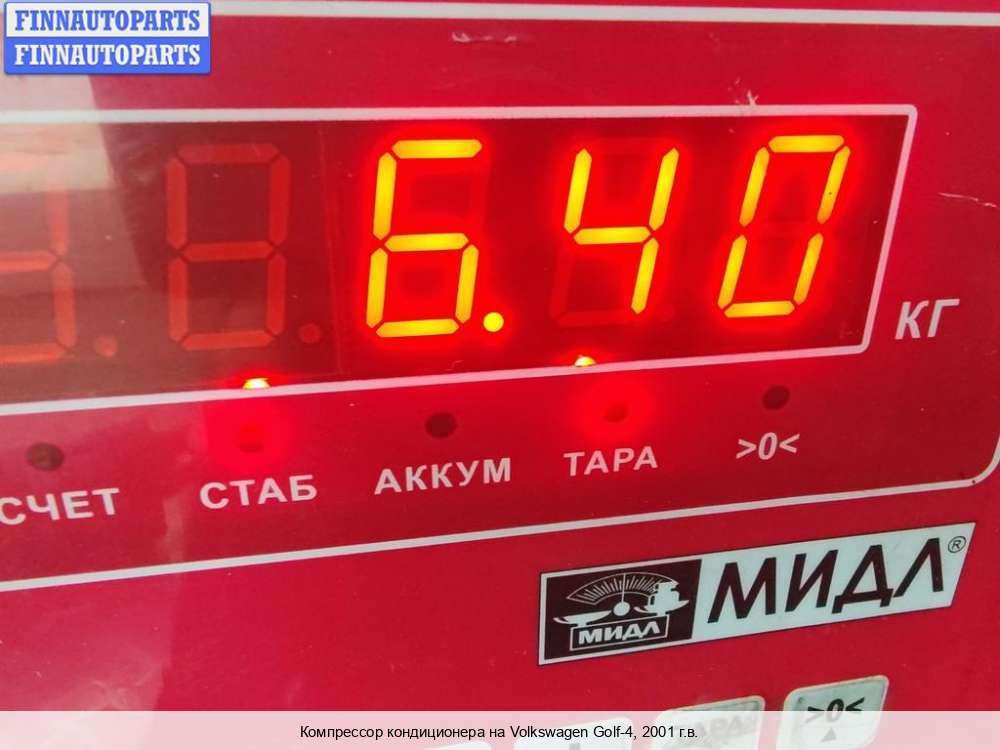 FINNAUTOPARTS
FINNAUTOPARTS
6.40
КГ
СЧЕТ СТАБ АККУМ ТАРА >0<
МИДЛ®
МИДЛ
ТАРА >0<
Компрессор кондиционера на Volkswagen Golf-4, 2001 г.в.